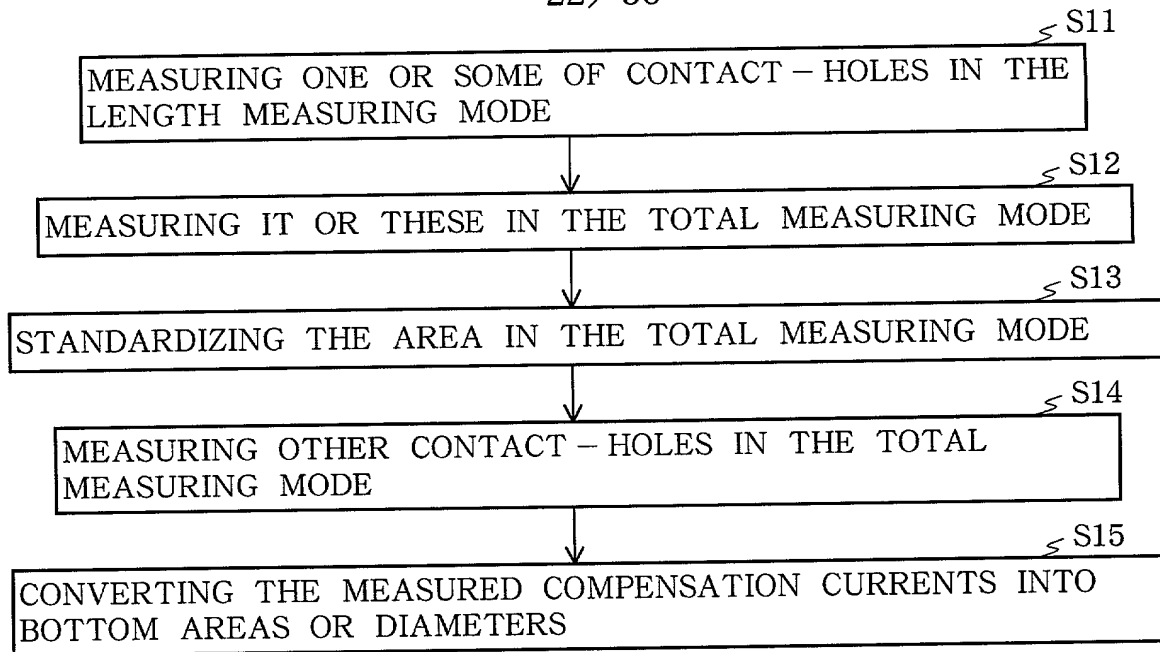 S11
MEASURING ONE OR SOME OF CONTACT－HOLES IN THE
LENGTH MEASURING MODE
S12
MEASURING IT OR THESE IN THE TOTAL MEASURING MODE
S13
STANDARDIZING THE AREA IN THE TOTAL MEASURING MODE
S14
MEASURING OTHER CONTACT－HOLES IN THE TOTAL
MEASURING MODE
S15
CONVERTING THE MEASURED COMPENSATION CURRENTS INTO
BOTTOM AREAS OR DIAMETERS